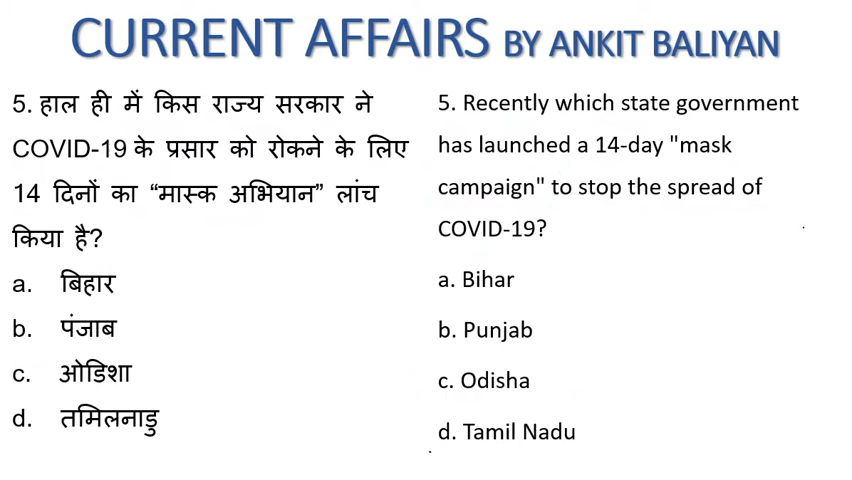 CURRENT AFFAIRS BY ANKIT BALIYAN
5. हाल ही में किस राज्य सरकार ने
COVID-19 के प्रसार को रोकने के लिए
14 दिनों का “मास्क अभियान” लांच
किया है?
a. बिहार
b. पंजाब
c. ओडिशा
d. तमिलनाडु
5. Recently which state government
has launched a 14-day "mask
campaign" to stop the spread of
COVID-19?
a. Bihar
b. Punjab
c. Odisha
d. Tamil Nadu